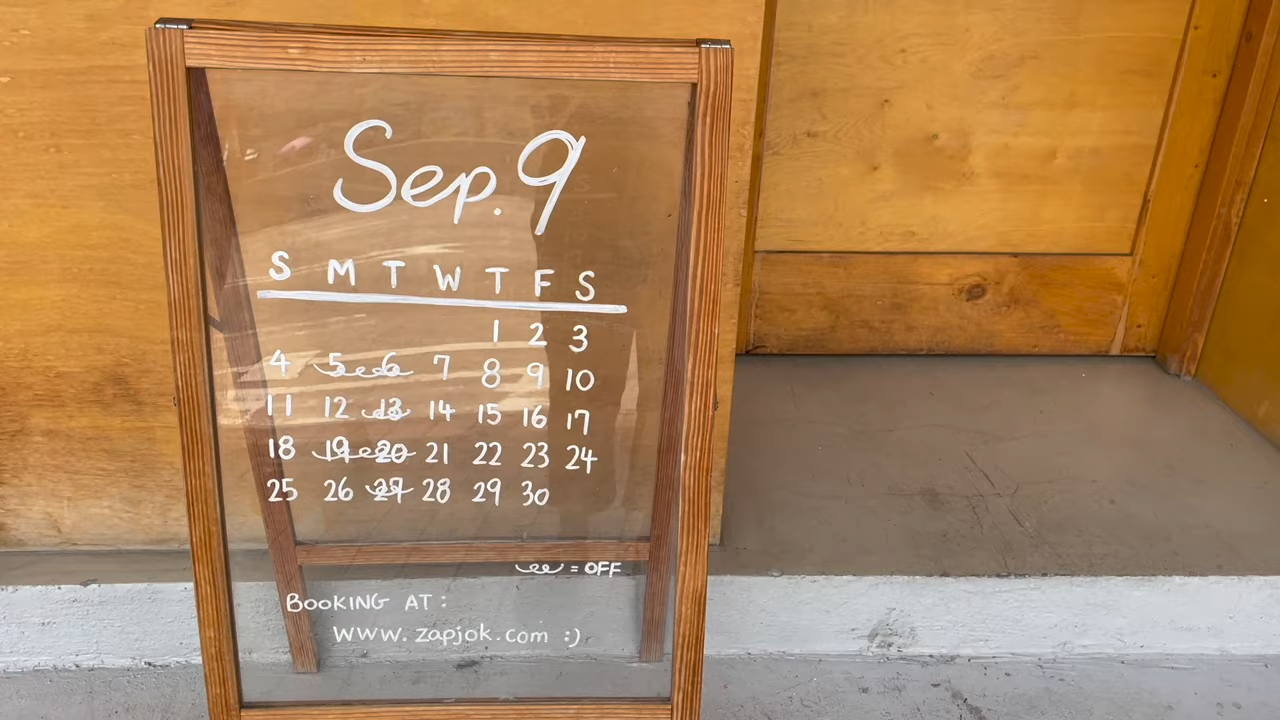 Sep. 9
S M T W T F S
1 2 3
4 5 6 7 8 9 10
11 12 13 14 15 16 17
18 19 20 21 22 23 24
25 26 27 28 29 30
= OFF
BOOKING AT:
www.zapjok.com :)